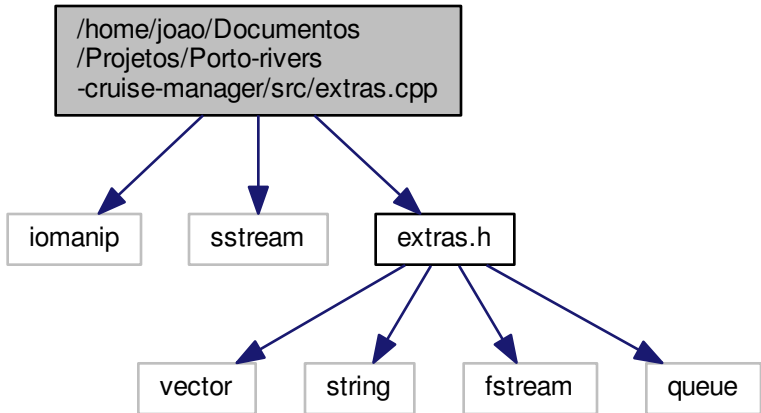 /home/joao/Documentos
/Projetos/Porto-rivers
-cruise-manager/src/extras.cpp
iomanip
sstream
extras.h
vector
string
fstream
queue